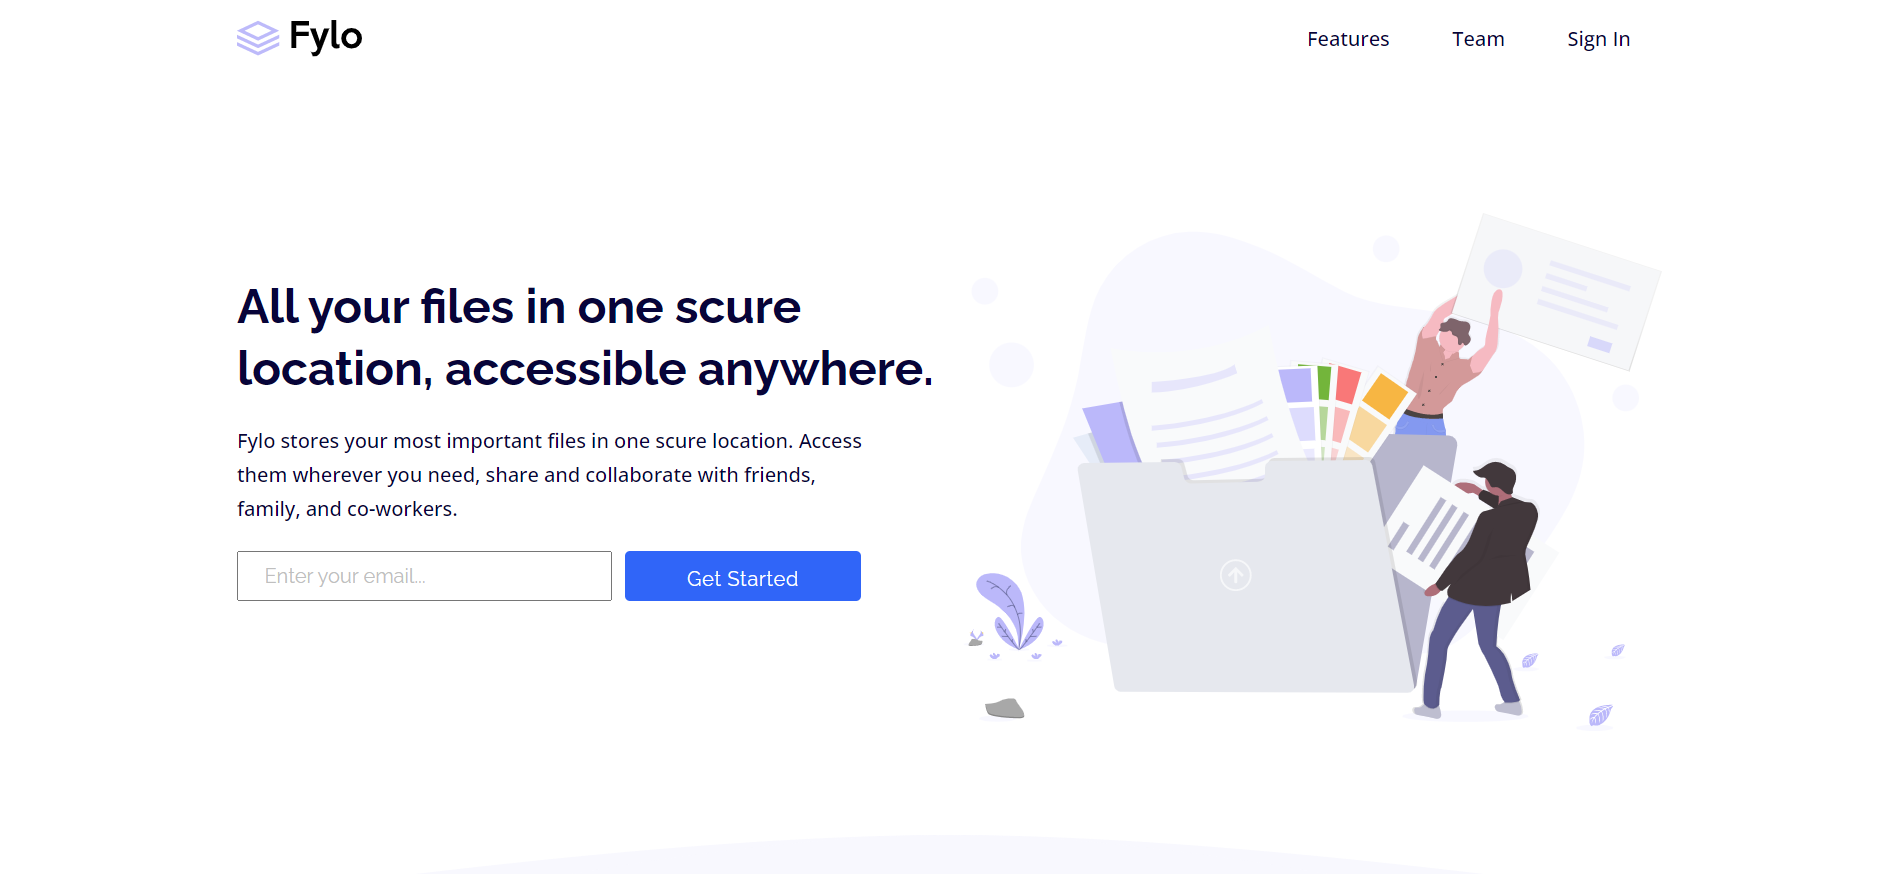 Fylo
Features Team Sign In
All your files in one scure
location, accessible anywhere.
Fylo stores your most important files in one scure location. Access
them wherever you need, share and collaborate with friends,
family, and co-workers.
Enter your email...
Get Started